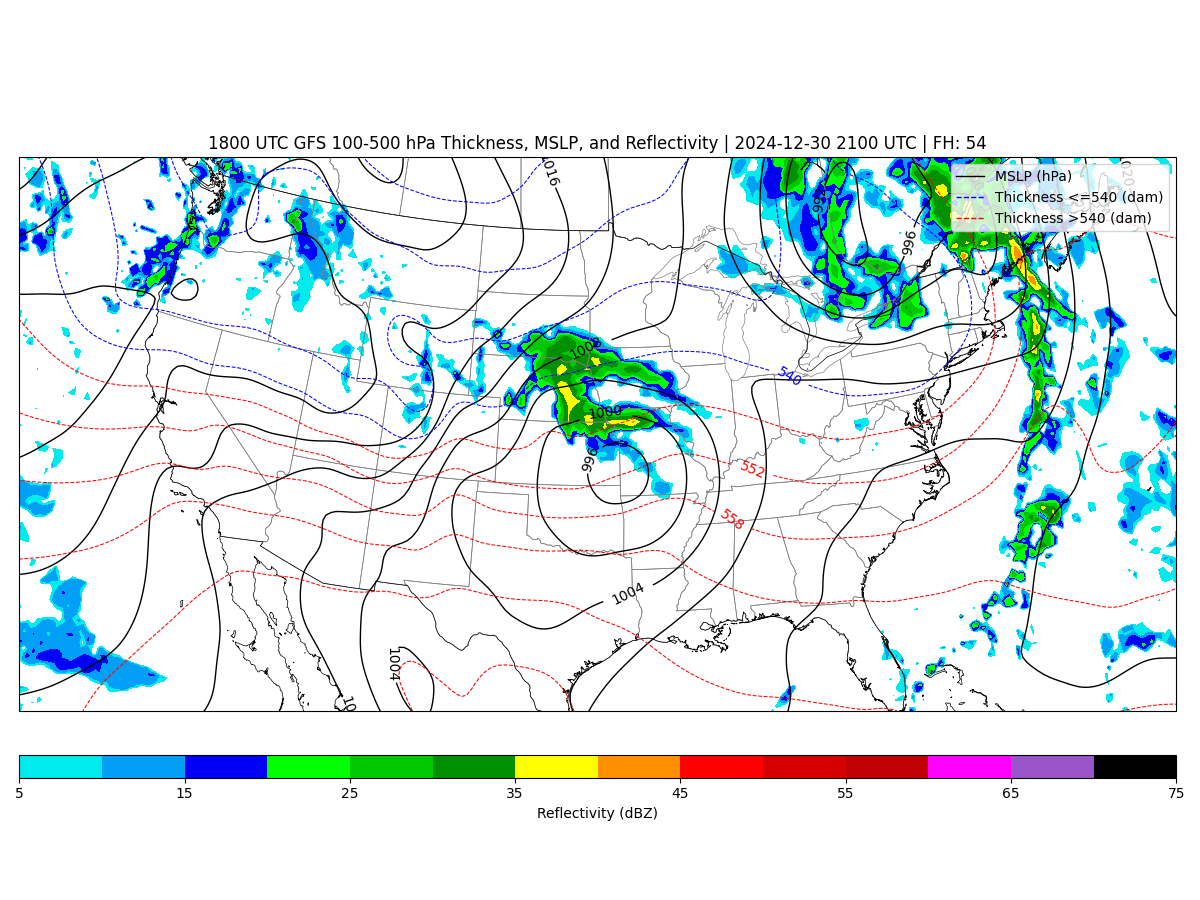 1800 UTC GFS 100-500 hPa Thickness, MSLP, and Reflectivity | 2024-12-30 2100 UTC | FH: 54
MSLP (hPa)
Thickness <=540 (dam)
Thickness >540 (dam)
1016
992
1020
996
1008
540
1000
996
552
558
1004
1004
10
5 15 25 35 45 55 65 75
Reflectivity (dBZ)